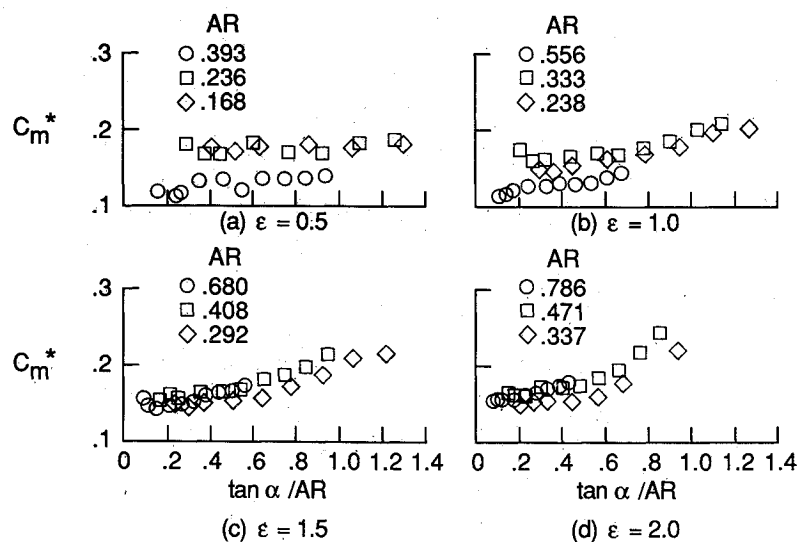 AR
.393
.236
.168
.3
.2
.1
Cm*
(a) ε = 0.5
AR
.556
.333
.238
(b) ε = 1.0
AR
.680
.408
.292
.3
.2
.1
Cm*
0 .2 .4 .6 .8 1.0 1.2 1.4
tan α /AR
(c) ε = 1.5
AR
.786
.471
.337
0 .2 .4 .6 .8 1.0 1.2 1.4
tan α /AR
(d) ε = 2.0